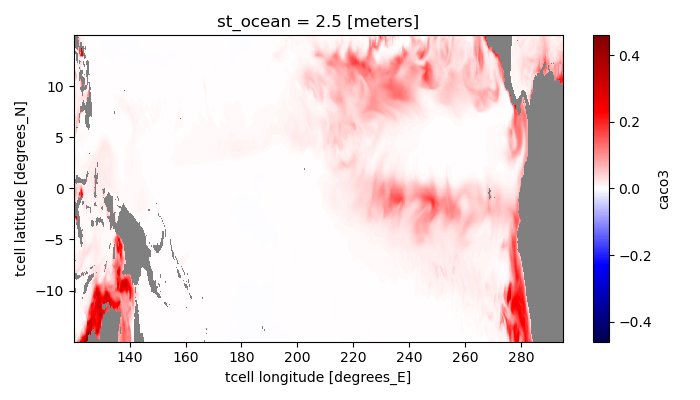 st_ocean = 2.5 [meters]
10
5
0
−5
−10
tcell latitude [degrees_N]
140 160 180 200 220 240 260 280
tcell longitude [degrees_E]
0.4
0.2
0.0
−0.2
−0.4
caco3